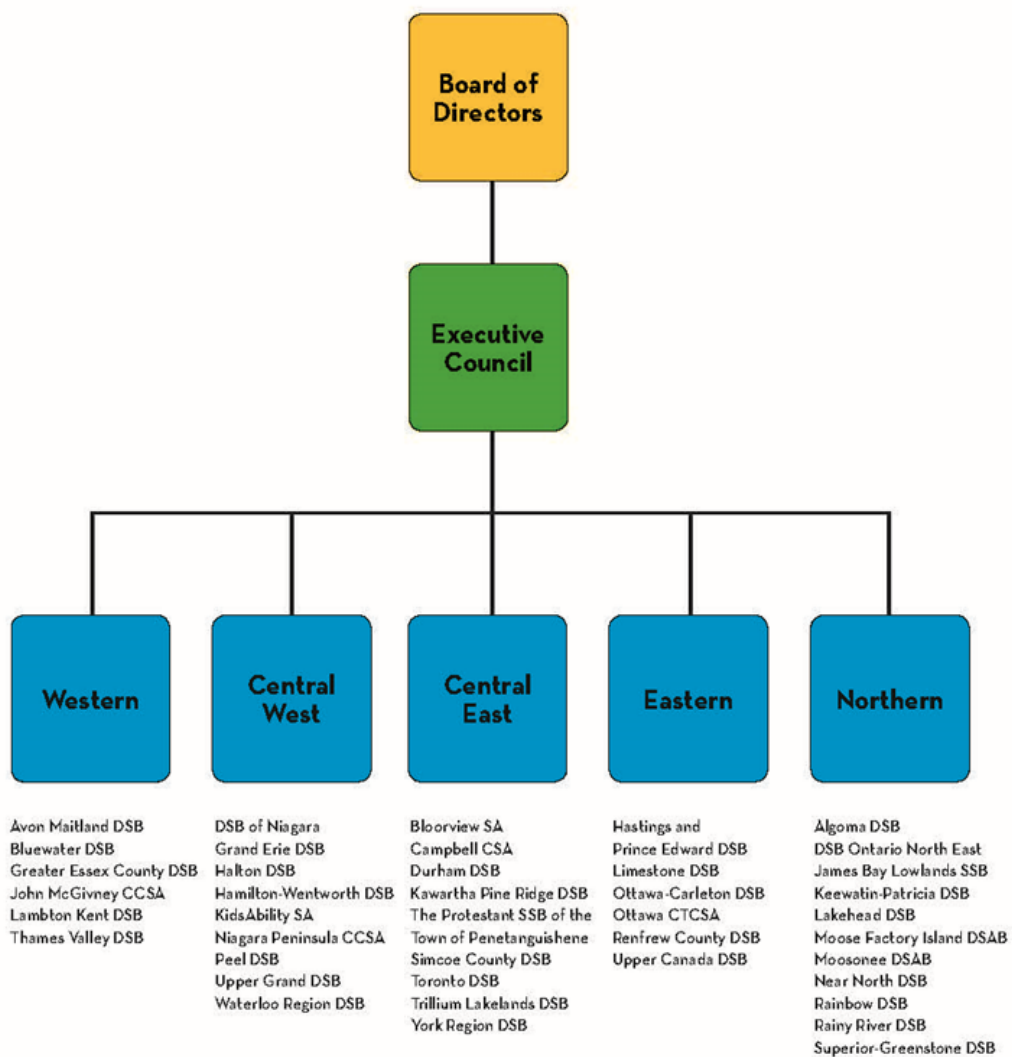 Board of
Directors
Executive
Council
Western
Central
West
Central
East
Eastern
Northern
Avon Maitland DSB
Bluewater DSB
Greater Essex County DSB
John McGivney CCSA
Lambton Kent DSB
Thames Valley DSB
DSB of Niagara
Grand Erie DSB
Halton DSB
Hamilton-Wentworth DSB
KidsAbility SA
Niagara Peninsula CCSA
Peel DSB
Upper Grand DSB
Waterloo Region DSB
Bloorview SA
Campbell CSA
Durham DSB
Kawartha Pine Ridge DSB
The Protestant SSB of the
Town of Penetanguishene
Simcoe County DSB
Toronto DSB
Trillium Lakelands DSB
York Region DSB
Hastings and
Prince Edward DSB
Limestone DSB
Ottawa-Carleton DSB
Ottawa CTCSA
Renfrew County DSB
Upper Canada DSB
Algoma DSB
DSB Ontario North East
James Bay Lowlands SSB
Keewatin-Patricia DSB
Lakehead DSB
Moose Factory Island DSAB
Moosonee DSAB
Near North DSB
Rainbow DSB
Rainy River DSB
Superior-Greenstone DSB